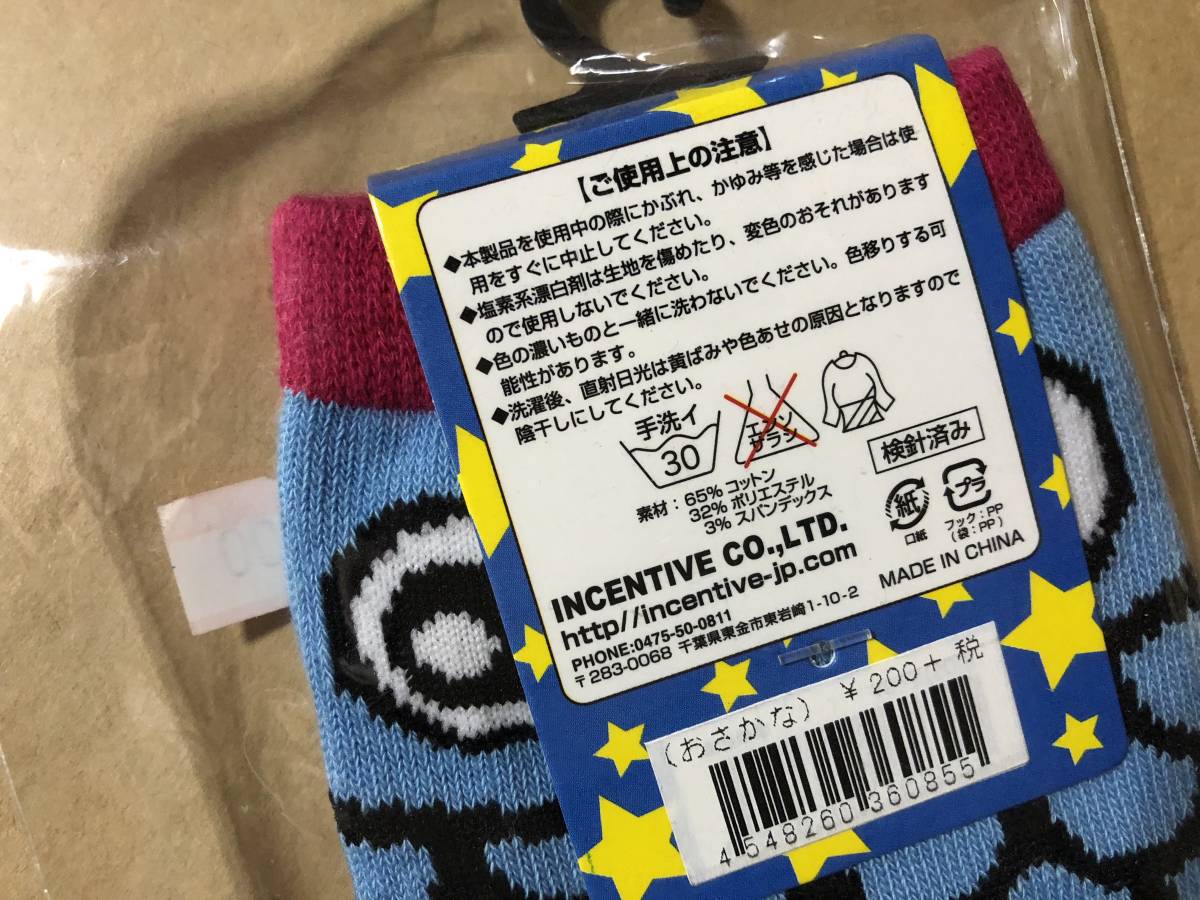 【ご使用上の注意】
◆本製品を使用中の際にかぶれ、かゆみ等を感じた場合は使
用をすぐに中止してください。
◆塩素系漂白剤は生地を傷めたり、変色のおそれがあります
ので使用しないでください。
◆色の濃いものと一緒に洗わないでください。色移りする可
能性があります。
◆洗濯後、直射日光は黄ばみや色あせの原因となりますので
陰干しにしてください。
手洗イ
30
エンソ
サラシ
検針済み
素材：65% コットン
32% ポリエステル
3% スパンデックス
紙
口紙
プラ
フック：PP
（袋：PP）
INCENTIVE CO.,LTD.
http//incentive-jp.com
MADE IN CHINA
PHONE:0475-50-0811
〒283-0068 千葉県東金市東岩崎1-10-2
(おさかな) ¥200+税
4548260360855